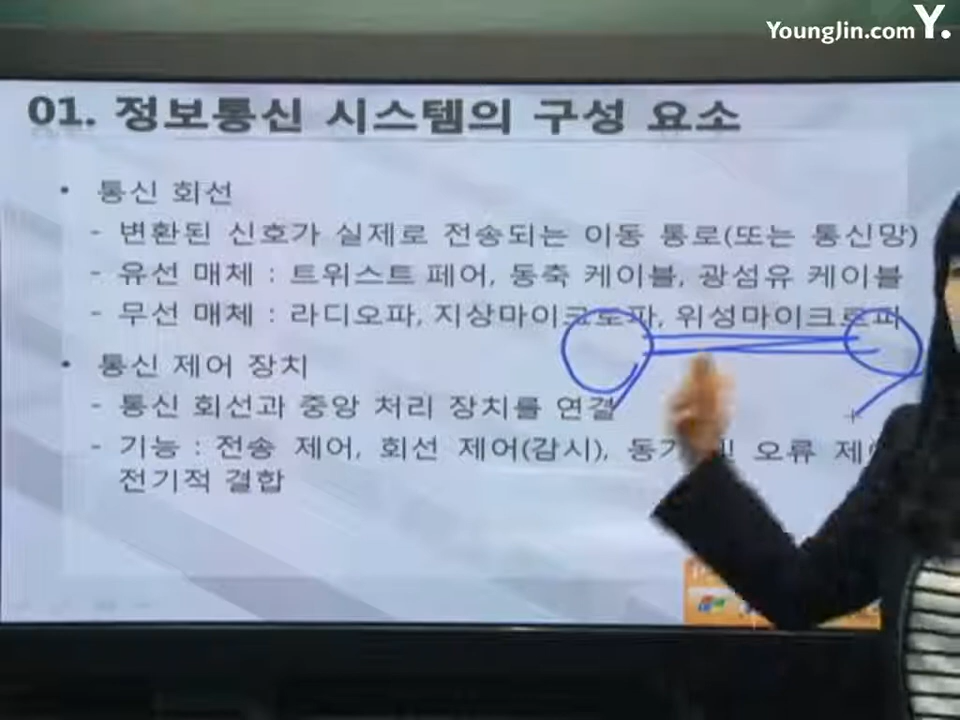 YoungJin.com Y.
01. 정보통신 시스템의 구성 요소
• 통신 회선
- 변환된 신호가 실제로 전송되는 이동 통로(또는 통신망)
- 유선 매체 : 트위스트 페어, 동축 케이블, 광섬유 케이블
- 무선 매체 : 라디오파, 지상마이크로파, 위성마이크로파
• 통신 제어 장치
- 통신 회선과 중앙 처리 장치를 연결
- 기능 : 전송 제어, 회선 제어(감시), 및 오류
전기적 결합